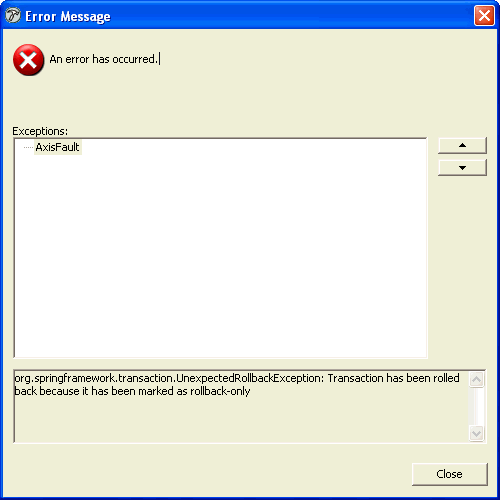 Error Message
An error has occurred.
Exceptions:
AxisFault
org.springframework.transaction.UnexpectedRollbackException: Transaction has been rolled
back because it has been marked as rollback-only
Close